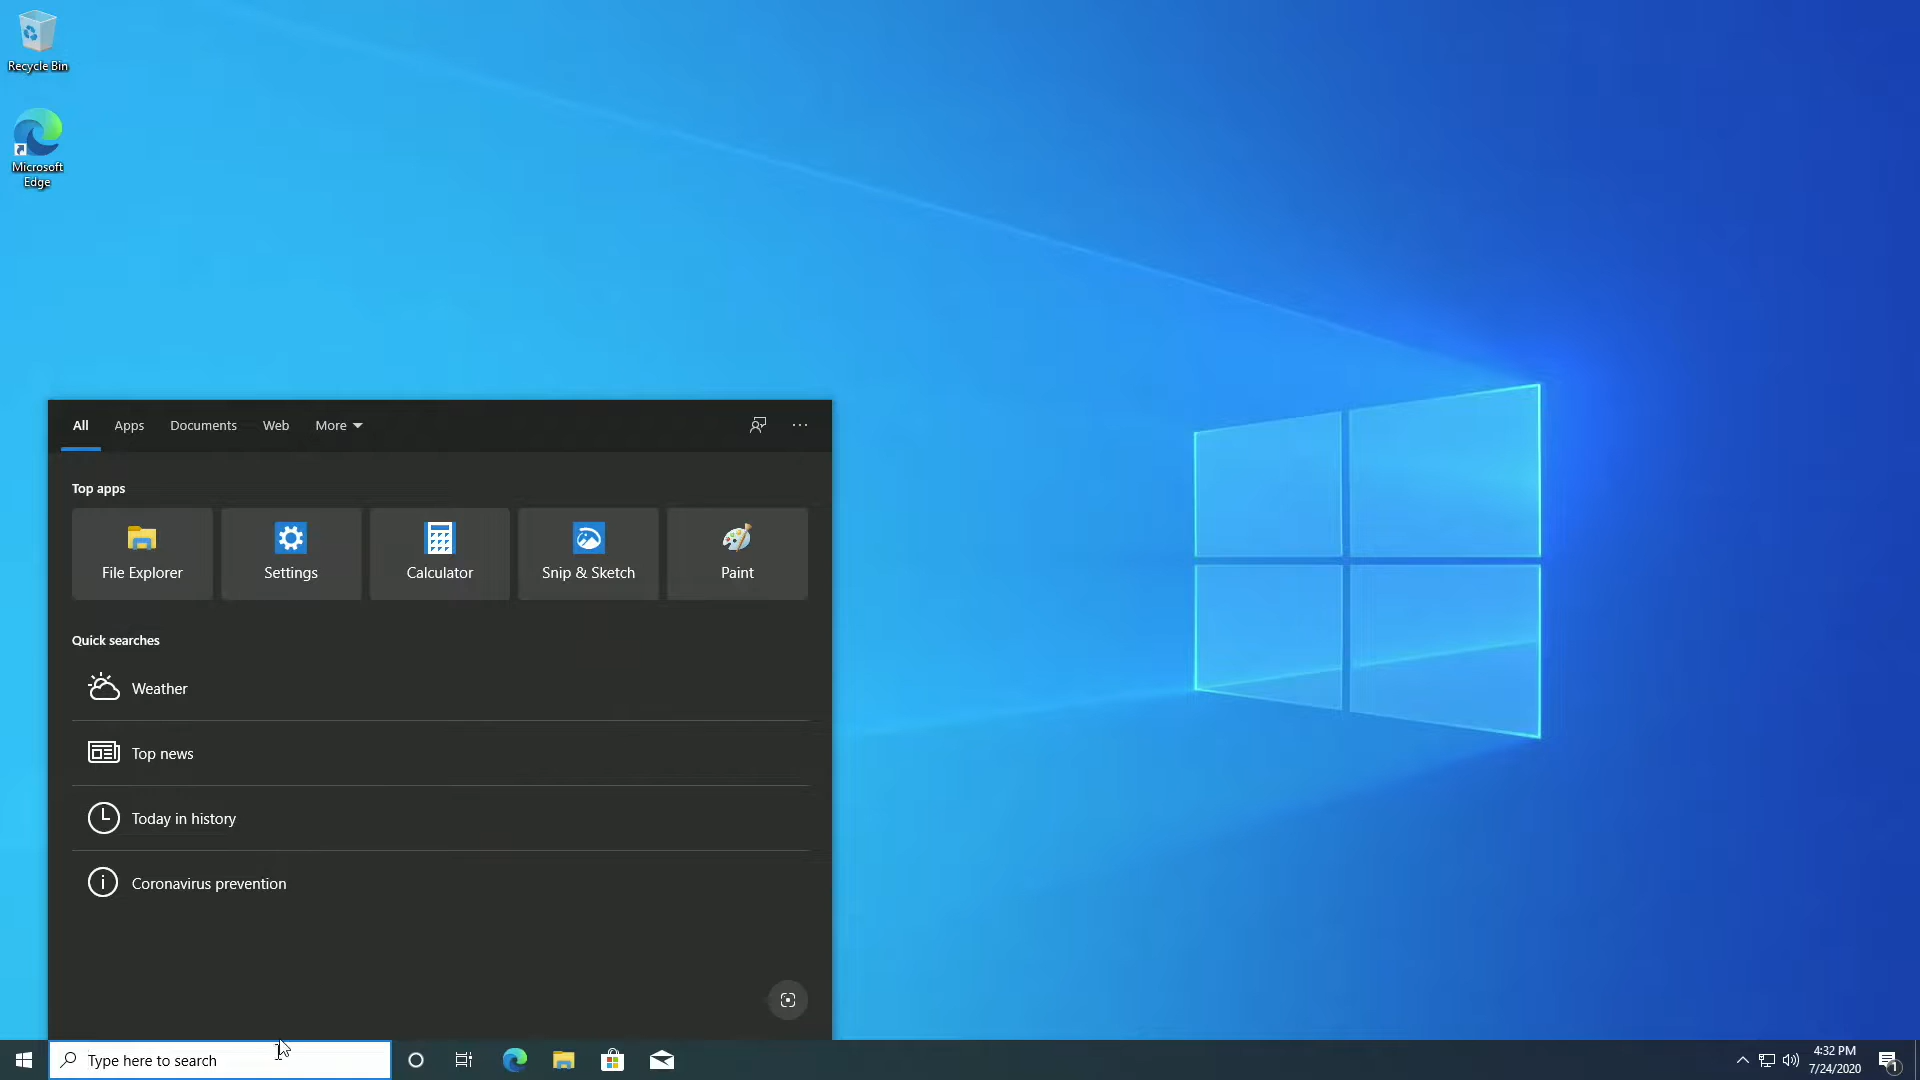 Recycle Bin
Microsoft
Edge
All Apps Documents Web More
Top apps
File Explorer Settings Calculator Snip & Sketch Paint
Quick searches
Weather
Top news
Today in history
Coronavirus prevention
Type here to search
4:32 PM
7/24/2020
1